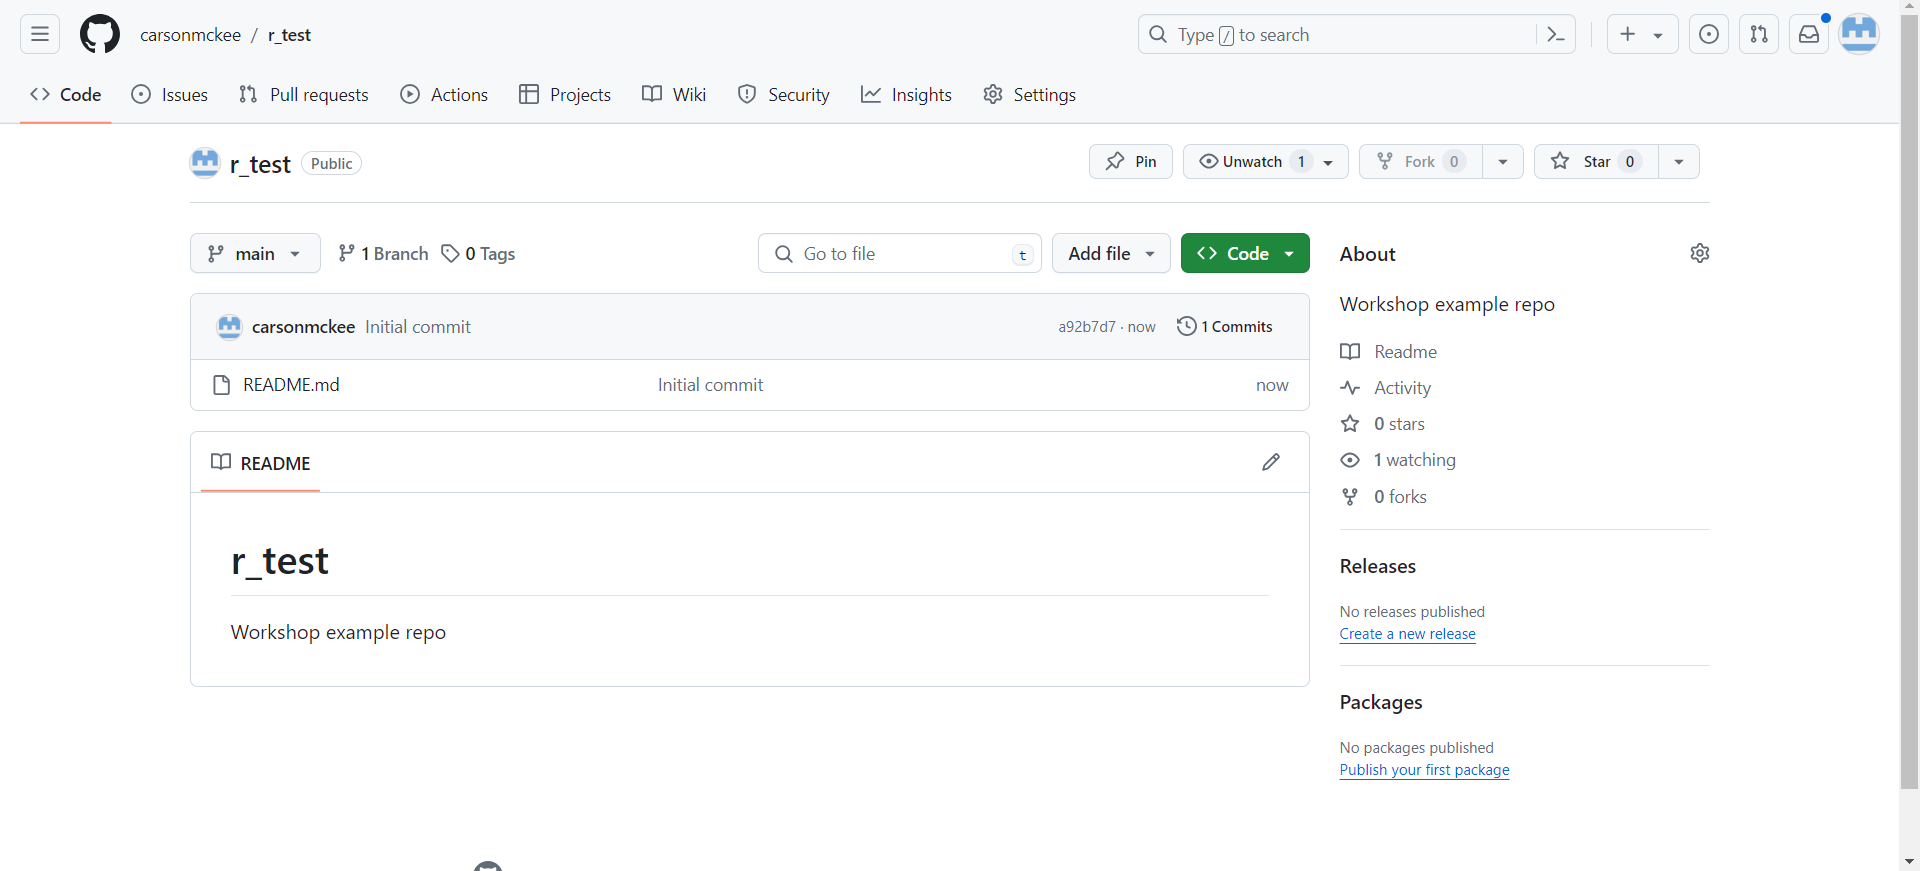 carsonmckee / r_test
Type / to search
Code Issues Pull requests Actions Projects Wiki Security Insights Settings
r_test Public
Pin Unwatch 1 Fork 0 Star 0
main 1 Branch 0 Tags Go to file t Add file Code
carsonmckee Initial commit a92b7d7 · now 1 Commits
README.md Initial commit now
README
r_test
Workshop example repo
About
Workshop example repo
Readme
Activity
0 stars
1 watching
0 forks
Releases
No releases published
Create a new release
Packages
No packages published
Publish your first package